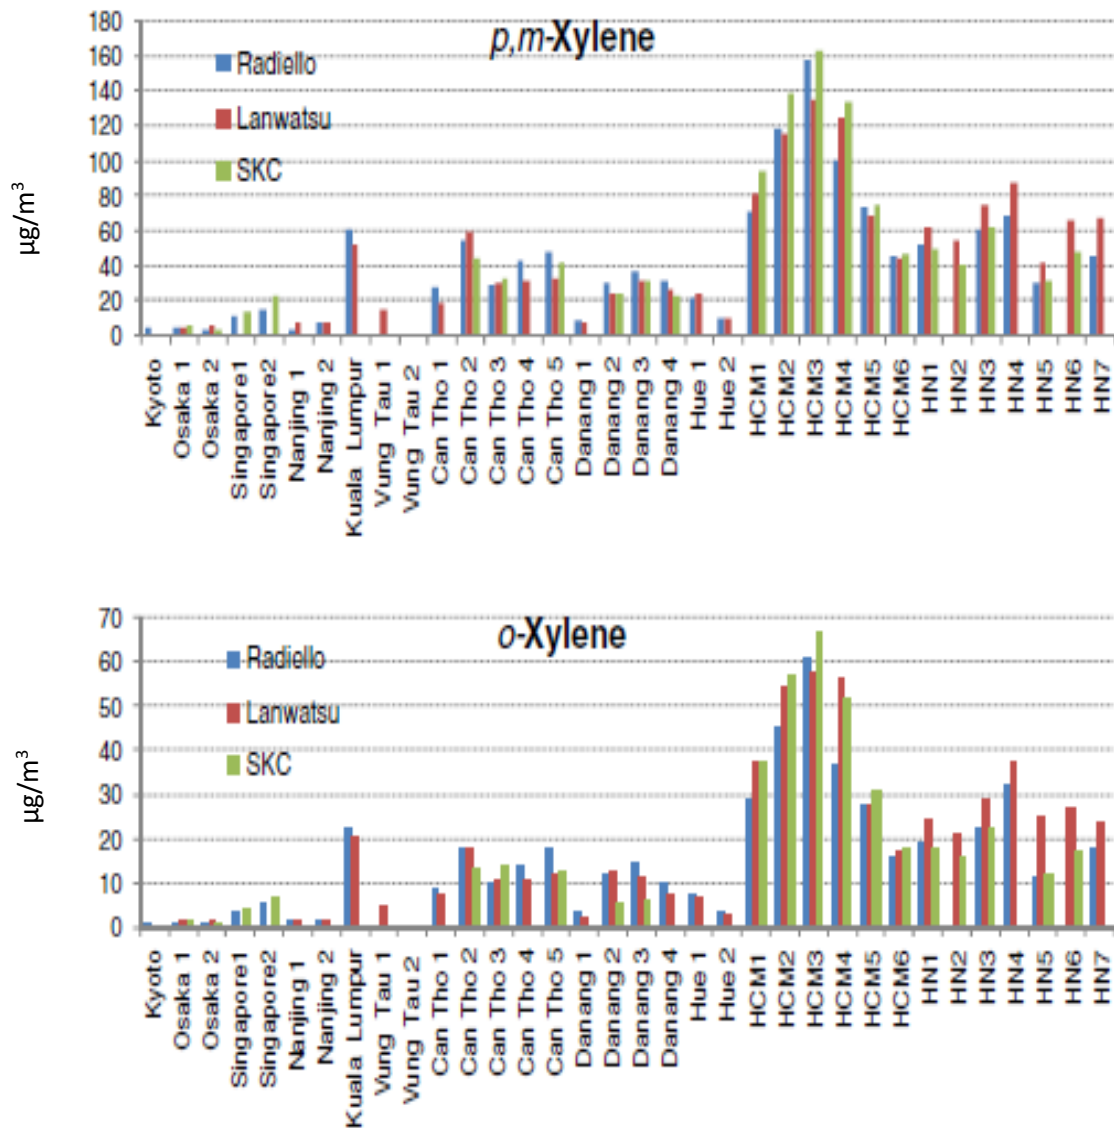 p,m-Xylene
Radiello
Lanwatsu
SKC
µg/m³
180
160
140
120
100
80
60
40
20
0
Kyoto
Osaka 1
Osaka 2
Singapore1
Singapore2
Nanjing 1
Nanjing 2
Kuala Lumpur
Vung Tau 1
Vung Tau 2
Can Tho 1
Can Tho 2
Can Tho 3
Can Tho 4
Can Tho 5
Danang 1
Danang 2
Danang 3
Danang 4
Hue 1
Hue 2
HCM1
HCM2
HCM3
HCM4
HCM5
HCM6
HN1
HN2
HN3
HN4
HN5
HN6
HN7
o-Xylene
Radiello
Lanwatsu
SKC
µg/m³
70
60
50
40
30
20
10
0
Kyoto
Osaka 1
Osaka 2
Singapore1
Singapore2
Nanjing 1
Nanjing 2
Kuala Lumpur
Vung Tau 1
Vung Tau 2
Can Tho 1
Can Tho 2
Can Tho 3
Can Tho 4
Can Tho 5
Danang 1
Danang 2
Danang 3
Danang 4
Hue 1
Hue 2
HCM1
HCM2
HCM3
HCM4
HCM5
HCM6
HN1
HN2
HN3
HN4
HN5
HN6
HN7